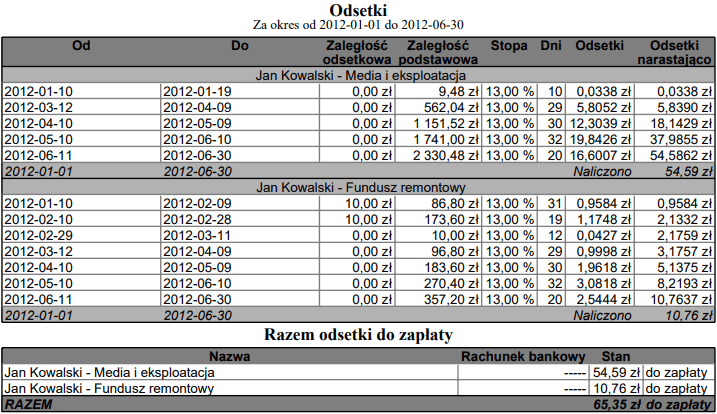 Odsetki
Za okres od 2012-01-01 do 2012-06-30
Od Do Zaległość odsetkowa Zaległość podstawowa Stopa Dni Odsetki Odsetki narastająco
Jan Kowalski - Media i eksploatacja
2012-01-10 2012-01-19 0,00 zł 9,48 zł 13,00 % 10 0,0338 zł 0,0338 zł
2012-03-12 2012-04-09 0,00 zł 562,04 zł 13,00 % 29 5,8052 zł 5,8390 zł
2012-04-10 2012-05-09 0,00 zł 1 151,52 zł 13,00 % 30 12,3039 zł 18,1429 zł
2012-05-10 2012-06-10 0,00 zł 1 741,00 zł 13,00 % 32 19,8426 zł 37,9855 zł
2012-06-11 2012-06-30 0,00 zł 2 330,48 zł 13,00 % 20 16,6007 zł 54,5862 zł
2012-01-01 2012-06-30 Naliczono 54,59 zł
Jan Kowalski - Fundusz remontowy
2012-01-10 2012-02-09 10,00 zł 86,80 zł 13,00 % 31 0,9584 zł 0,9584 zł
2012-02-10 2012-02-28 10,00 zł 173,60 zł 13,00 % 19 1,1748 zł 2,1332 zł
2012-02-29 2012-03-11 0,00 zł 10,00 zł 13,00 % 12 0,0427 zł 2,1759 zł
2012-03-12 2012-04-09 0,00 zł 96,80 zł 13,00 % 29 0,9998 zł 3,1757 zł
2012-04-10 2012-05-09 0,00 zł 183,60 zł 13,00 % 30 1,9618 zł 5,1375 zł
2012-05-10 2012-06-10 0,00 zł 270,40 zł 13,00 % 32 3,0818 zł 8,2193 zł
2012-06-11 2012-06-30 0,00 zł 357,20 zł 13,00 % 20 2,5444 zł 10,7637 zł
2012-01-01 2012-06-30 Naliczono 10,76 zł
Razem odsetki do zapłaty
Nazwa Rachunek bankowy Stan
Jan Kowalski - Media i eksploatacja ----- 54,59 zł do zapłaty
Jan Kowalski - Fundusz remontowy ----- 10,76 zł do zapłaty
RAZEM 65,35 zł do zapłaty